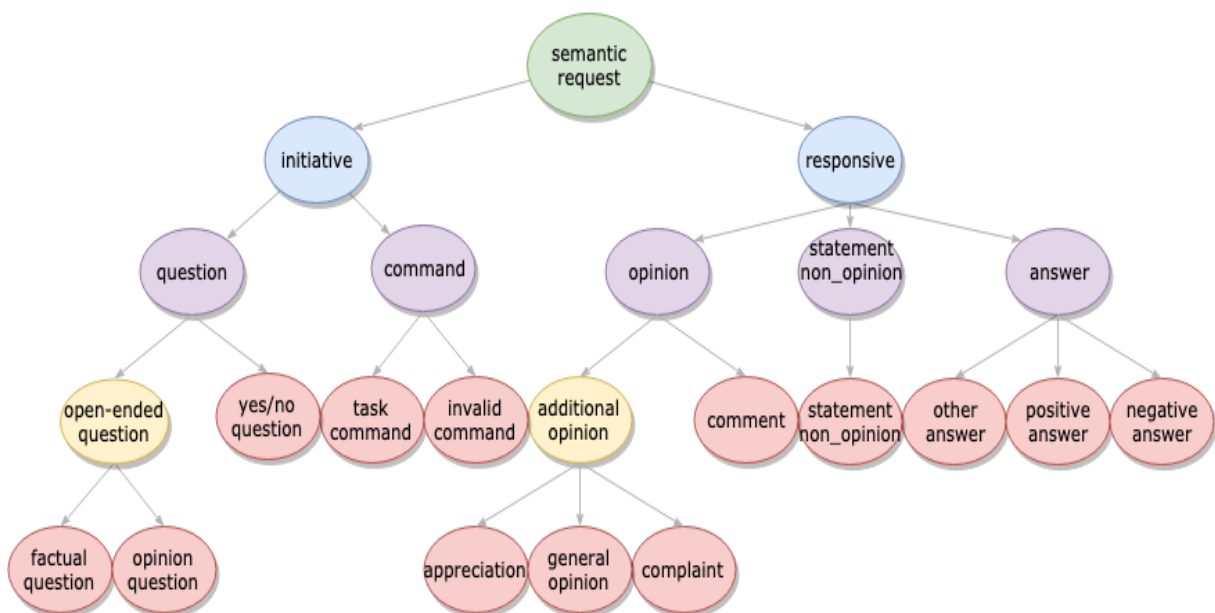 semantic
request
initiative
responsive
question
command
opinion
statement
non_opinion
answer
open-ended
question
yes/no
question
task
command
invalid
command
additional
opinion
comment
statement
non_opinion
other
answer
positive
answer
negative
answer
factual
question
opinion
question
appreciation
general
opinion
complaint